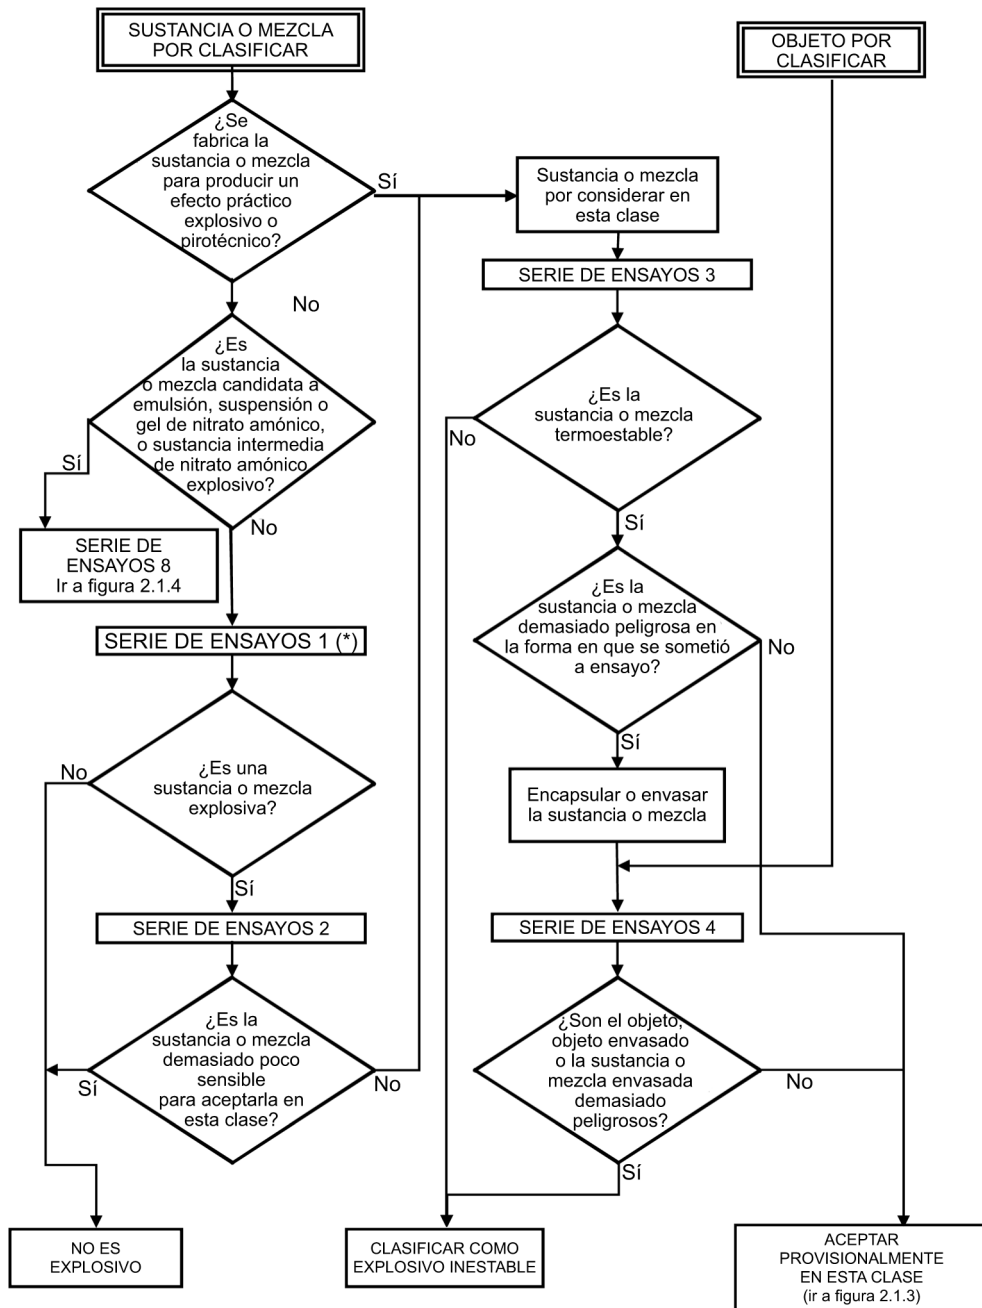 SUSTANCIA O MEZCLA
POR CLASIFICAR
OBJETO POR
CLASIFICAR
¿Se
fabrica la
sustancia o mezcla
para producir un
efecto práctico
explosivo o
pirotécnico?
Sí
Sustancia o mezcla
por considerar en
esta clase
SERIE DE ENSAYOS 3
No
¿Es
la sustancia
o mezcla candidata a
emulsión, suspensión o
gel de nitrato amónico,
o sustancia intermedia
de nitrato amónico
explosivo?
Sí
No
SERIE DE
ENSAYOS 8
Ir a figura 2.1.4
¿Es la
sustancia o mezcla
termoestable?
No
Sí
SERIE DE ENSAYOS 1 (*)
¿Es la
sustancia o mezcla
demasiado peligrosa en
la forma en que se sometió
a ensayo?
No
Sí
¿Es una
sustancia o mezcla
explosiva?
No
Sí
Encapsular o envasar
la sustancia o mezcla
SERIE DE ENSAYOS 2
SERIE DE ENSAYOS 4
¿Es la
sustancia o mezcla
demasiado poco
sensible
para aceptarla en
esta clase?
Sí
No
¿Son el objeto,
objeto envasado
o la sustancia o
mezcla envasada
demasiado
peligrosos?
No
Sí
NO ES
EXPLOSIVO
CLASIFICAR COMO
EXPLOSIVO INESTABLE
ACEPTAR
PROVISIONALMENTE
EN ESTA CLASE
(ir a figura 2.1.3)